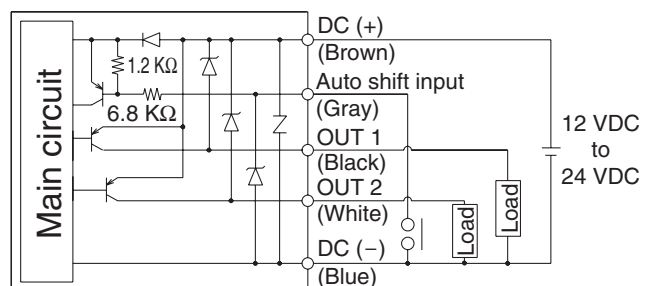 DC (+)
(Brown)
1.2 KΩ
Auto shift input
(Gray)
6.8 KΩ
Main circuit
OUT 1
(Black)
12 VDC
to
24 VDC
OUT 2
(White)
Load
Load
DC (−)
(Blue)